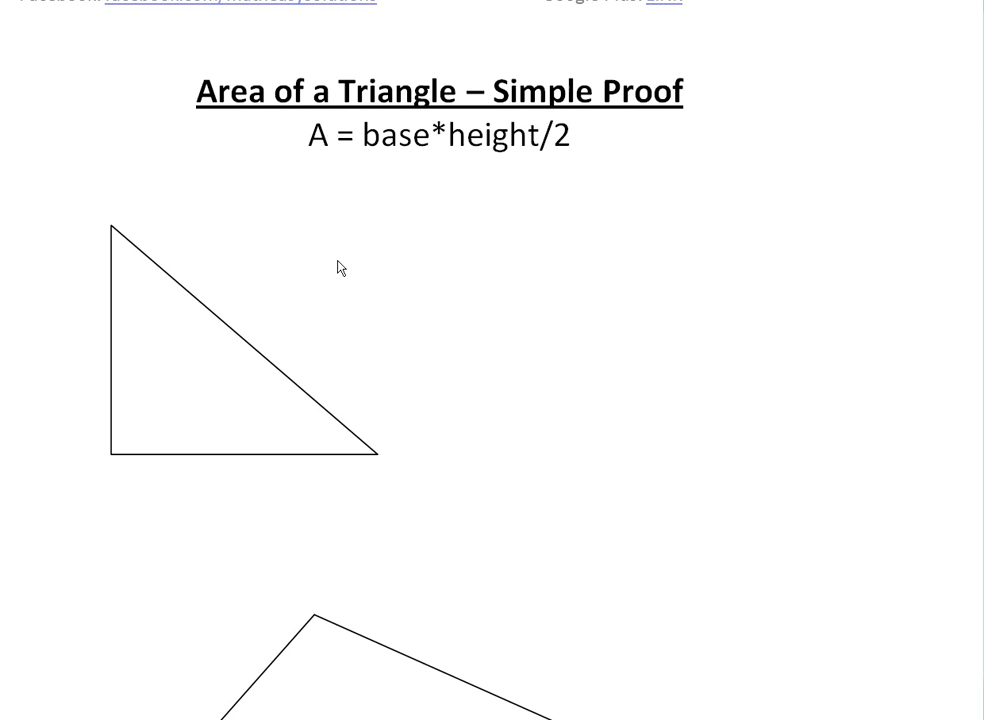 Area of a Triangle – Simple Proof
A = base*height/2